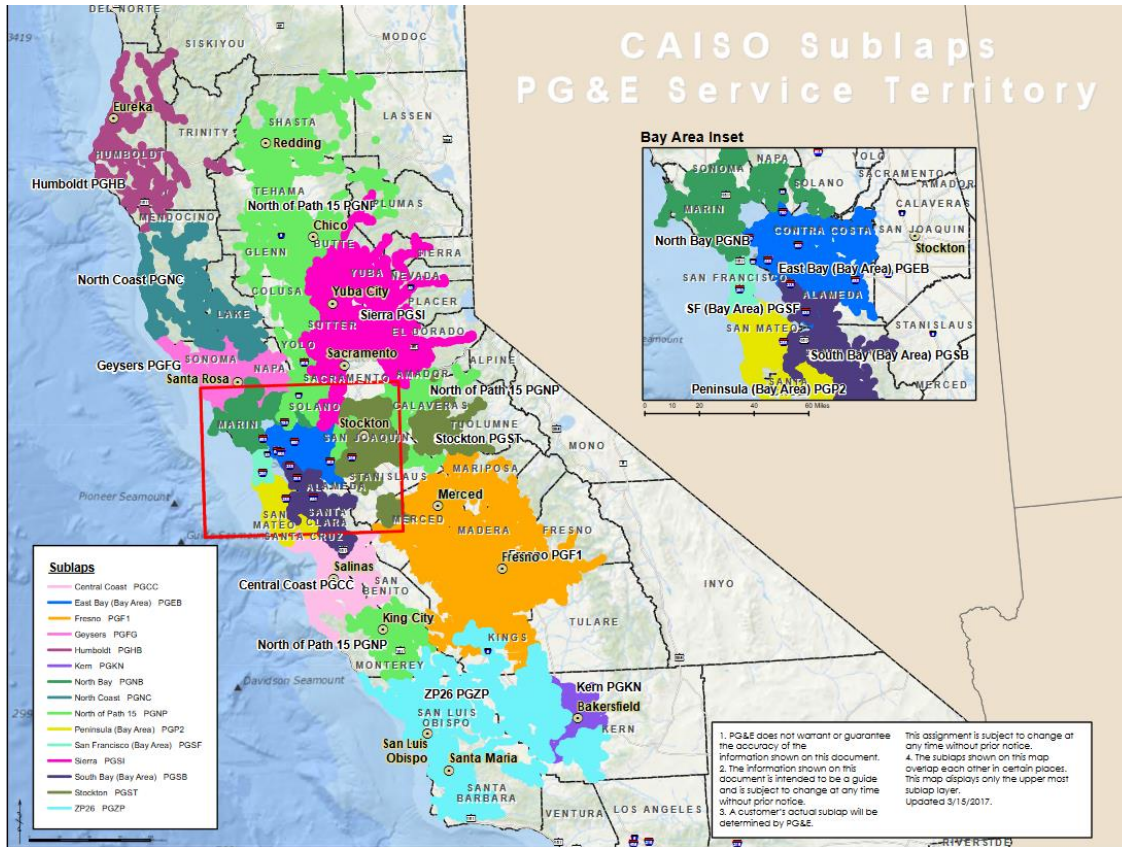 CAISO Sublaps
PG&E Service Territory
DEL NORTE
SISKIYOU
MODOC
3419
Eureka
TRINITY
SHASTA
LASSEN
Redding
HUMBOLDT
Humboldt PGHB
TEHAMA
North of Path 15 PGNP
PLUMAS
MENDOCINO
Chico
BUTTE
GLENN
SIERRA
North Coast PGNC
YUBA
NEVADA
COLUSA
Yuba City
PLACER
LAKE
SUTTER
Sierra PGSI
EL DORADO
YOLO
Geysers PGFG
SONOMA
Sacramento
ALPINE
Santa Rosa
NAPA
SACRAMENTO
AMADOR
North of Path 15 PGNP
SOLANO
CALAVERAS
MARIN
Stockton
TUOLUMNE
SAN JOAQUIN
Stockton PGST
MONO
MARIPOSA
ALAMEDA
STANISLAUS
Pioneer Seamount
Merced
SANTA
CLARA
SAN
MATEO
MERCED
MADERA
FRESNO
SANTA CRUZ
Fresno PGF1
Fresno
Salinas
INYO
Central Coast PGCC
SAN
BENITO
King City
TULARE
North of Path 15 PGNP
KINGS
MONTEREY
Davidson Seamount
ZP26 PGZP
Kern PGKN
Bakersfield
SAN LUIS
OBISPO
KERN
San Luis
Obispo
Santa Maria
SANTA
BARBARA
VENTURA
LOS ANGELES
RIVERSIDE
Bay Area Inset
SONOMA
NAPA
YOLO
SACRAMENTO
SOLANO
AMADOR
MARIN
CALAVERAS
CONTRA COSTA
SAN JOAQUIN
North Bay PGNB
Stockton
East Bay (Bay Area) PGEB
SAN FRANCISCO
ALAMEDA
SF (Bay Area) PGSF
STANISLAUS
SAN MATEO
South Bay (Bay Area) PGSB
SANTA
MERCED
Peninsula (Bay Area) PGP2
0 10 20 40 60 Miles
Sublaps
Central Coast PGCC
East Bay (Bay Area) PGEB
Fresno PGF1
Geysers PGFG
Humboldt PGHB
Kern PGKN
North Bay PGNB
North Coast PGNC
North of Path 15 PGNP
Peninsula (Bay Area) PGP2
San Francisco (Bay Area) PGSF
Sierra PGSI
South Bay (Bay Area) PGSB
Stockton PGST
ZP26 PGZP
1. PG&E does not warrant or guarantee
the accuracy of the
information shown on this document.
2. The information shown on this
document is intended to be a guide
and is subject to change at any time
without prior notice.
3. A customer's actual sublap will be
determined by PG&E.
This assignment is subject to change at
any time without prior notice.
4. The sublaps shown on this map
overlap each other in certain places.
This map displays only the upper most
sublap layer.
Updated 3/15/2017.